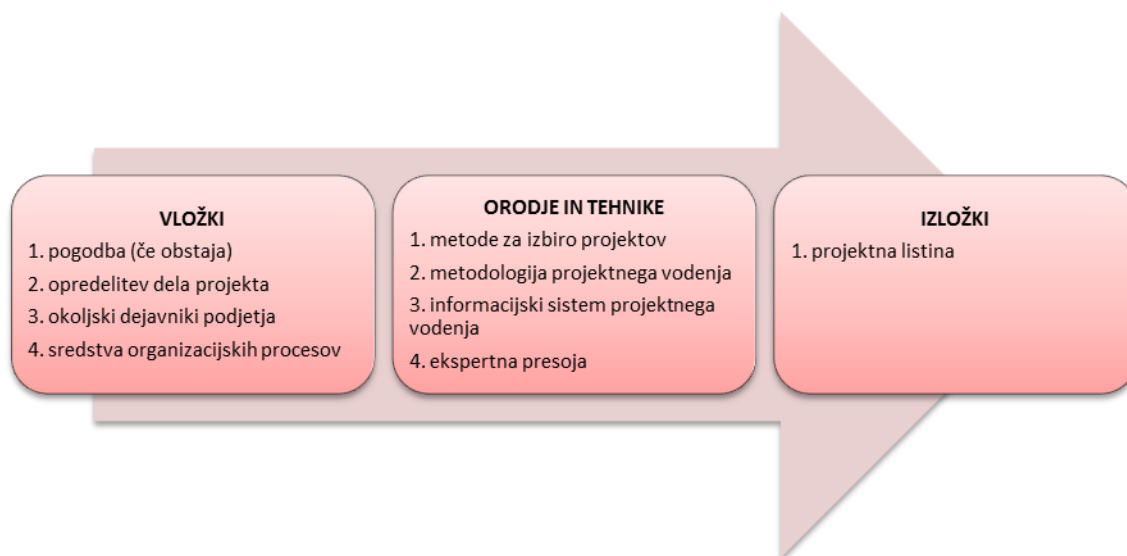 VLOŽKI
1. pogodba (če obstaja)
2. opredelitev dela projekta
3. okoljski dejavniki podjetja
4. sredstva organizacijskih procesov
ORODJE IN TEHNIKE
1. metode za izbiro projektov
2. metodologija projektnega vodenja
3. informacijski sistem projektnega
vodenja
4. ekspertna presoja
IZLOŽKI
1. projektna listina